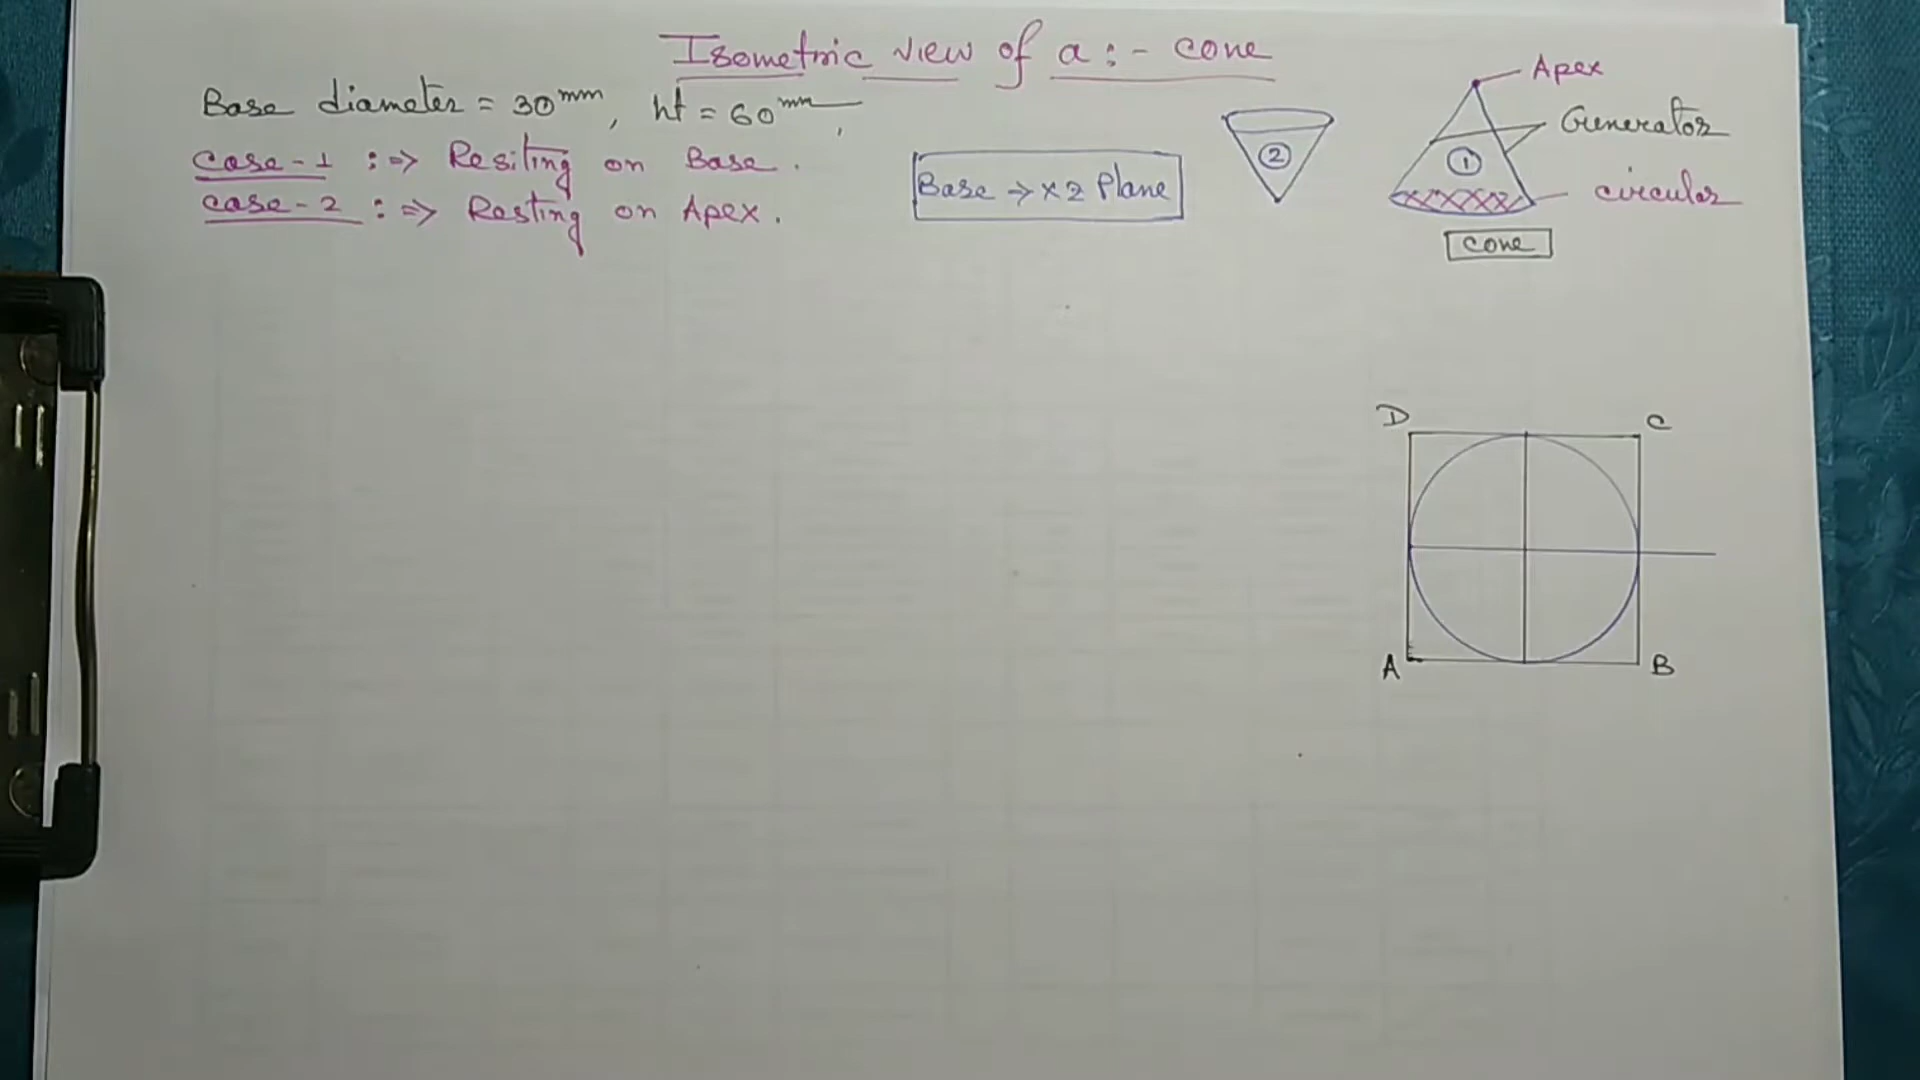 Isometric view of a :- cone
Base diameter = 30mm, ht = 60mm,
case-1 :=> Resiting on Base.
case-2 :=> Resting on Apex.
Base → xz Plane
2
Apex
Generator
1
circular
cone
D
C
A
B